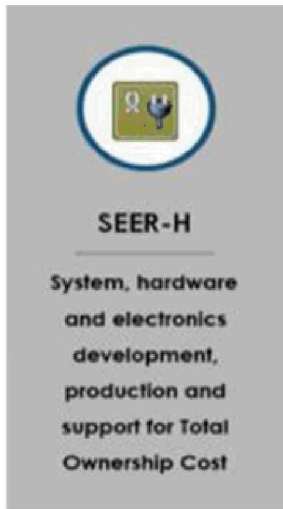 SEER-H
System, hardware
and electronics
development,
production and
support for Total
Ownership Cost